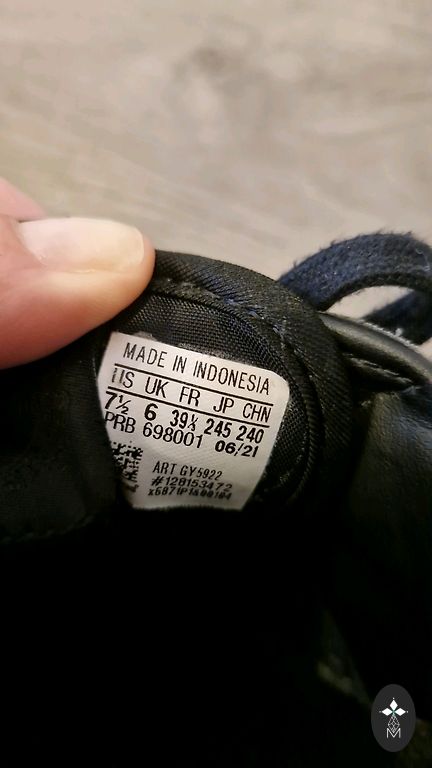 MADE IN INDONESIA
US UK FR JP CHN
7½ 6 39⅓ 245 240
PRB 698001 06/21
ART GY5922
#128153472
M